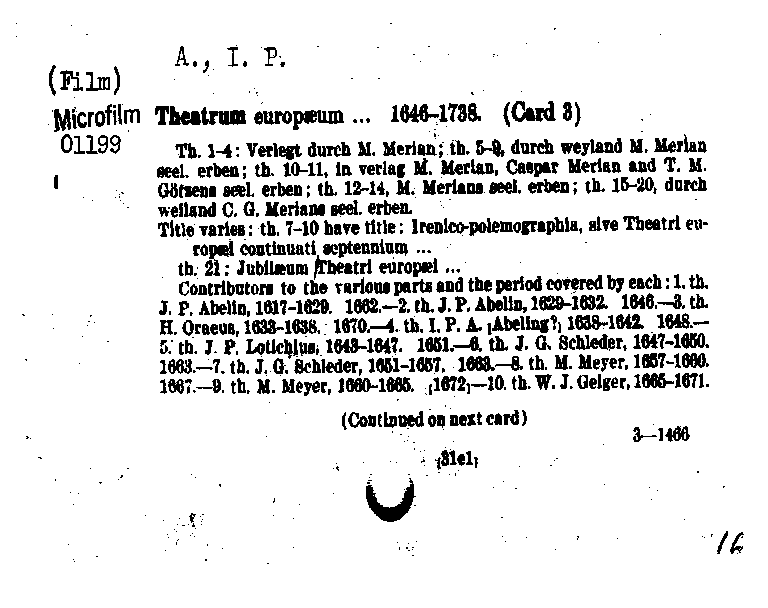 A., I. P.
(Film)
Microfilm Theatrum europæum ... 1646-1738. (Card 3)
01199
Th. 1-4: Verlegt durch M. Merian; th. 5-9, durch weyland M. Merian
seel. erben; th. 10-11, in verlag M. Merian, Caspar Merian and T. M.
Götzens seel. erben; th. 12-14, M. Merians seel. erben; th. 15-20, durch
weiland C. G. Merians seel. erben.
Title varies: th. 7-10 have title: Irenico-polemographia, sive Theatri eu-
ropæi continuati septennium ...
th. 21: Jubilæum Theatri europæi ...
Contributors to the various parts and the period covered by each: 1. th.
J. P. Abelin, 1617-1629. 1662.—2. th. J. P. Abelin, 1629-1632. 1646.—3. th.
H. Oraeus, 1633-1638. 1670.—4. th. I. P. A. [Abelin?] 1638-1642. 1648.—
5. th. J. P. Lotichius, 1643-1647. 1651.—6. th. J. G. Schleder, 1647-1650.
1663.—7. th. J. G. Schleder, 1651-1657. 1663.—8. th. M. Meyer, 1657-1660.
1667.—9. th. M. Meyer, 1660-1665. [1672]—10. th. W. J. Geiger, 1665-1671.
(Continued on next card)
3—1466
[31e1]
16